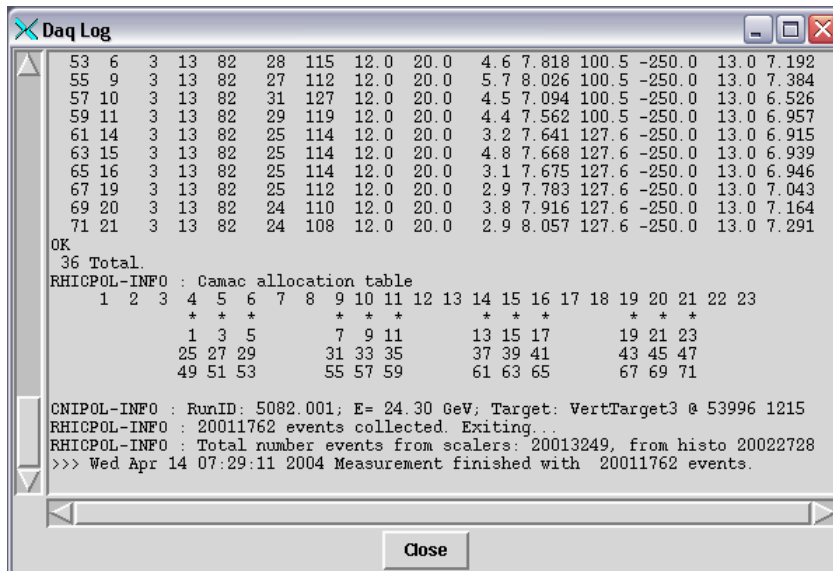 Daq Log
53 6 3 13 82 28 115 12.0 20.0 4.6 7.818 100.5 -250.0 13.0 7.192
55 9 3 13 82 27 112 12.0 20.0 5.7 8.026 100.5 -250.0 13.0 7.384
57 10 3 13 82 31 127 12.0 20.0 4.5 7.094 100.5 -250.0 13.0 6.526
59 11 3 13 82 29 119 12.0 20.0 4.4 7.562 100.5 -250.0 13.0 6.957
61 14 3 13 82 25 114 12.0 20.0 3.2 7.641 127.6 -250.0 13.0 6.915
63 15 3 13 82 25 114 12.0 20.0 4.8 7.668 127.6 -250.0 13.0 6.939
65 16 3 13 82 25 114 12.0 20.0 3.1 7.675 127.6 -250.0 13.0 6.946
67 19 3 13 82 25 112 12.0 20.0 2.9 7.783 127.6 -250.0 13.0 7.043
69 20 3 13 82 24 110 12.0 20.0 3.8 7.916 127.6 -250.0 13.0 7.164
71 21 3 13 82 24 108 12.0 20.0 2.9 8.057 127.6 -250.0 13.0 7.291
OK
36 Total.
RHICPOL-INFO : Camac allocation table
1 2 3 4 5 6 7 8 9 10 11 12 13 14 15 16 17 18 19 20 21 22 23
* * * * * * * * * * * *
1 3 5 7 9 11 13 15 17 19 21 23
25 27 29 31 33 35 37 39 41 43 45 47
49 51 53 55 57 59 61 63 65 67 69 71
CNIPOL-INFO : RunID: 5082.001; E= 24.30 GeV; Target: VertTarget3 @ 53996 1215
RHICPOL-INFO : 20011762 events collected. Exiting...
RHICPOL-INFO : Total number events from scalers: 20013249, from histo 20022728
>>> Wed Apr 14 07:29:11 2004 Measurement finished with 20011762 events.
Close